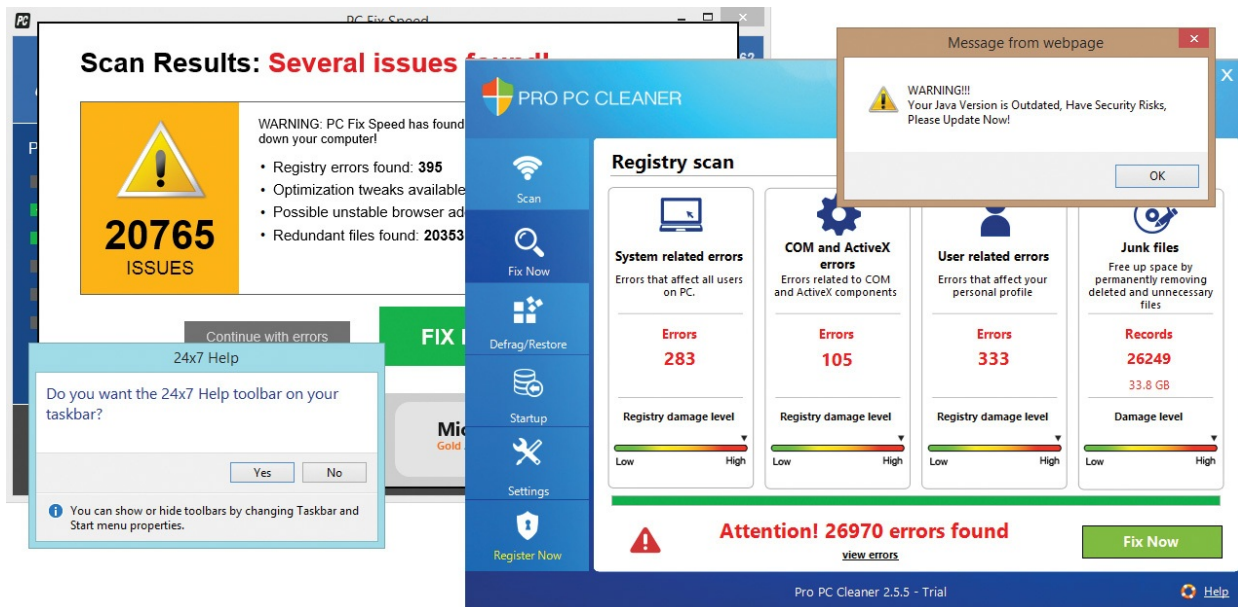 PC
PC Fix Speed
Scan Results: Several issues found!
20765
ISSUES
WARNING: PC Fix Speed has found
down your computer!
• Registry errors found: 395
• Optimization tweaks available
• Possible unstable browser ad
• Redundant files found: 20353
Continue with errors
FIX
24x7 Help
Do you want the 24x7 Help toolbar on your
taskbar?
Yes
No
You can show or hide toolbars by changing Taskbar and
Start menu properties.
Gold
PRO PC CLEANER
X
Scan
Fix Now
Defrag/Restore
Startup
Settings
Register Now
Registry scan
System related errors
Errors that affect all users
on PC.
Errors
283
Registry damage level
Low
High
COM and ActiveX
errors
Errors related to COM
and ActiveX components
Errors
105
Registry damage level
Low
High
User related errors
Errors that affect your
personal profile
Errors
333
Registry damage level
Low
High
Junk files
Free up space by
permanently removing
deleted and unnecessary
files
Records
26249
33.8 GB
Damage level
Low
High
Attention! 26970 errors found
view errors
Fix Now
Pro PC Cleaner 2.5.5 - Trial
Help
Message from webpage
WARNING!!!
Your Java Version is Outdated, Have Security Risks,
Please Update Now!
OK